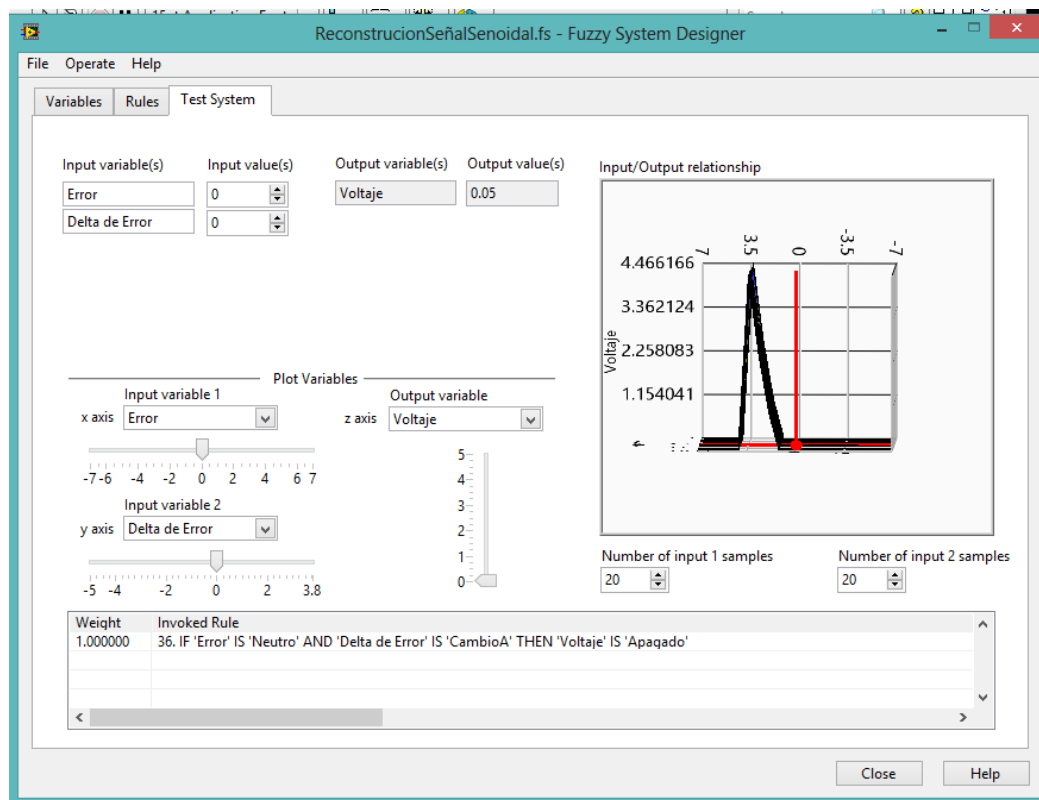 ReconstrucionSeñalSenoidal.fs - Fuzzy System Designer
File Operate Help
Variables Rules Test System
Input variable(s) Input value(s) Output variable(s) Output value(s)
Error 0 Voltaje 0.05
Delta de Error 0
Input/Output relationship
7 3.5 0 -3.5 -7
4.466166
3.362124
2.258083
1.154041
Voltaje
Plot Variables
Input variable 1 Output variable
x axis Error z axis Voltaje
-7 -6 -4 -2 0 2 4 6 7
Input variable 2
y axis Delta de Error
-5 -4 -2 0 2 3.8
5
4
3
2
1
0
Number of input 1 samples Number of input 2 samples
20 20
Weight Invoked Rule
1.000000 36. IF 'Error' IS 'Neutro' AND 'Delta de Error' IS 'CambioA' THEN 'Voltaje' IS 'Apagado'
Close Help